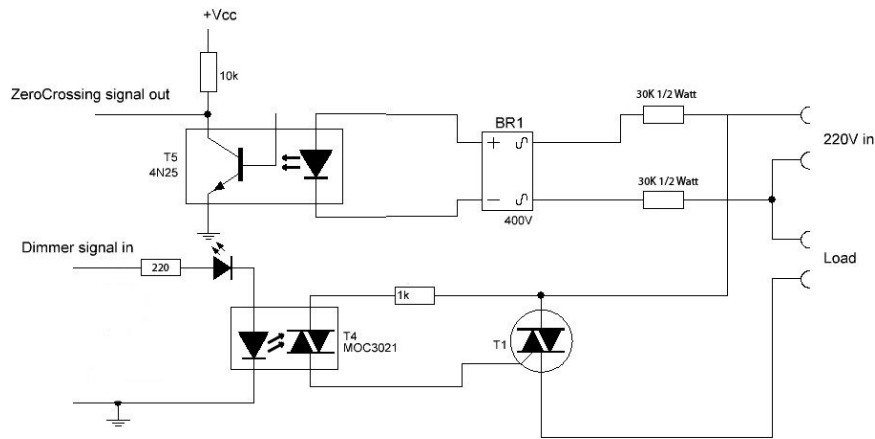 +Vcc
10k
ZeroCrossing signal out
30K 1/2 Watt
BR1
220V in
T5
4N25
+
−
30K 1/2 Watt
400V
Dimmer signal in
220
Load
1k
T4
MOC3021
T1